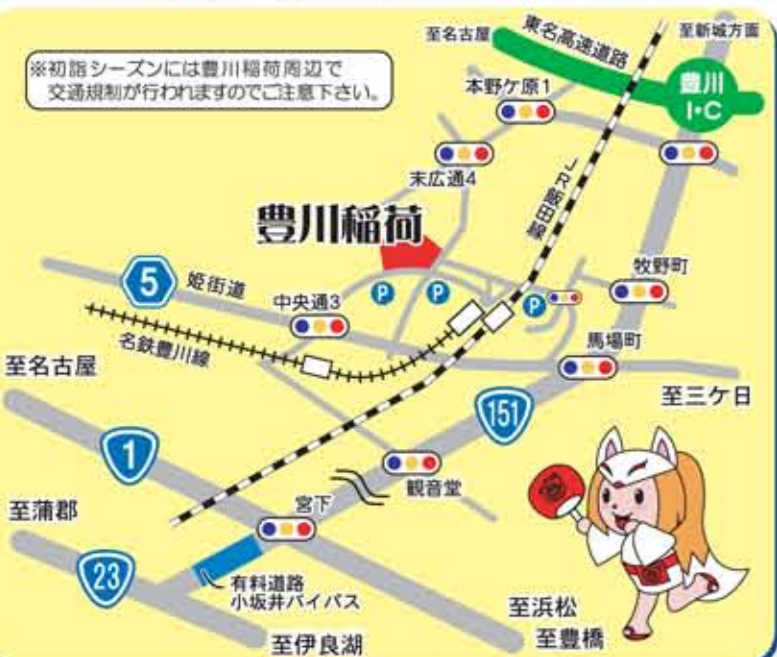 至名古屋
東名高速道路
至新城方面
※初詣シーズンには豊川稲荷周辺で
交通規制が行われますのでご注意下さい。
本野ケ原1
豊川
I・C
末広通4
JR飯田線
豊川稲荷
5
姫街道
P
P
P
牧野町
中央通3
名鉄豊川線
馬場町
至名古屋
151
至三ケ日
1
観音堂
至蒲郡
宮下
23
有料道路
小坂井バイパス
至浜松
至豊橋
至伊良湖